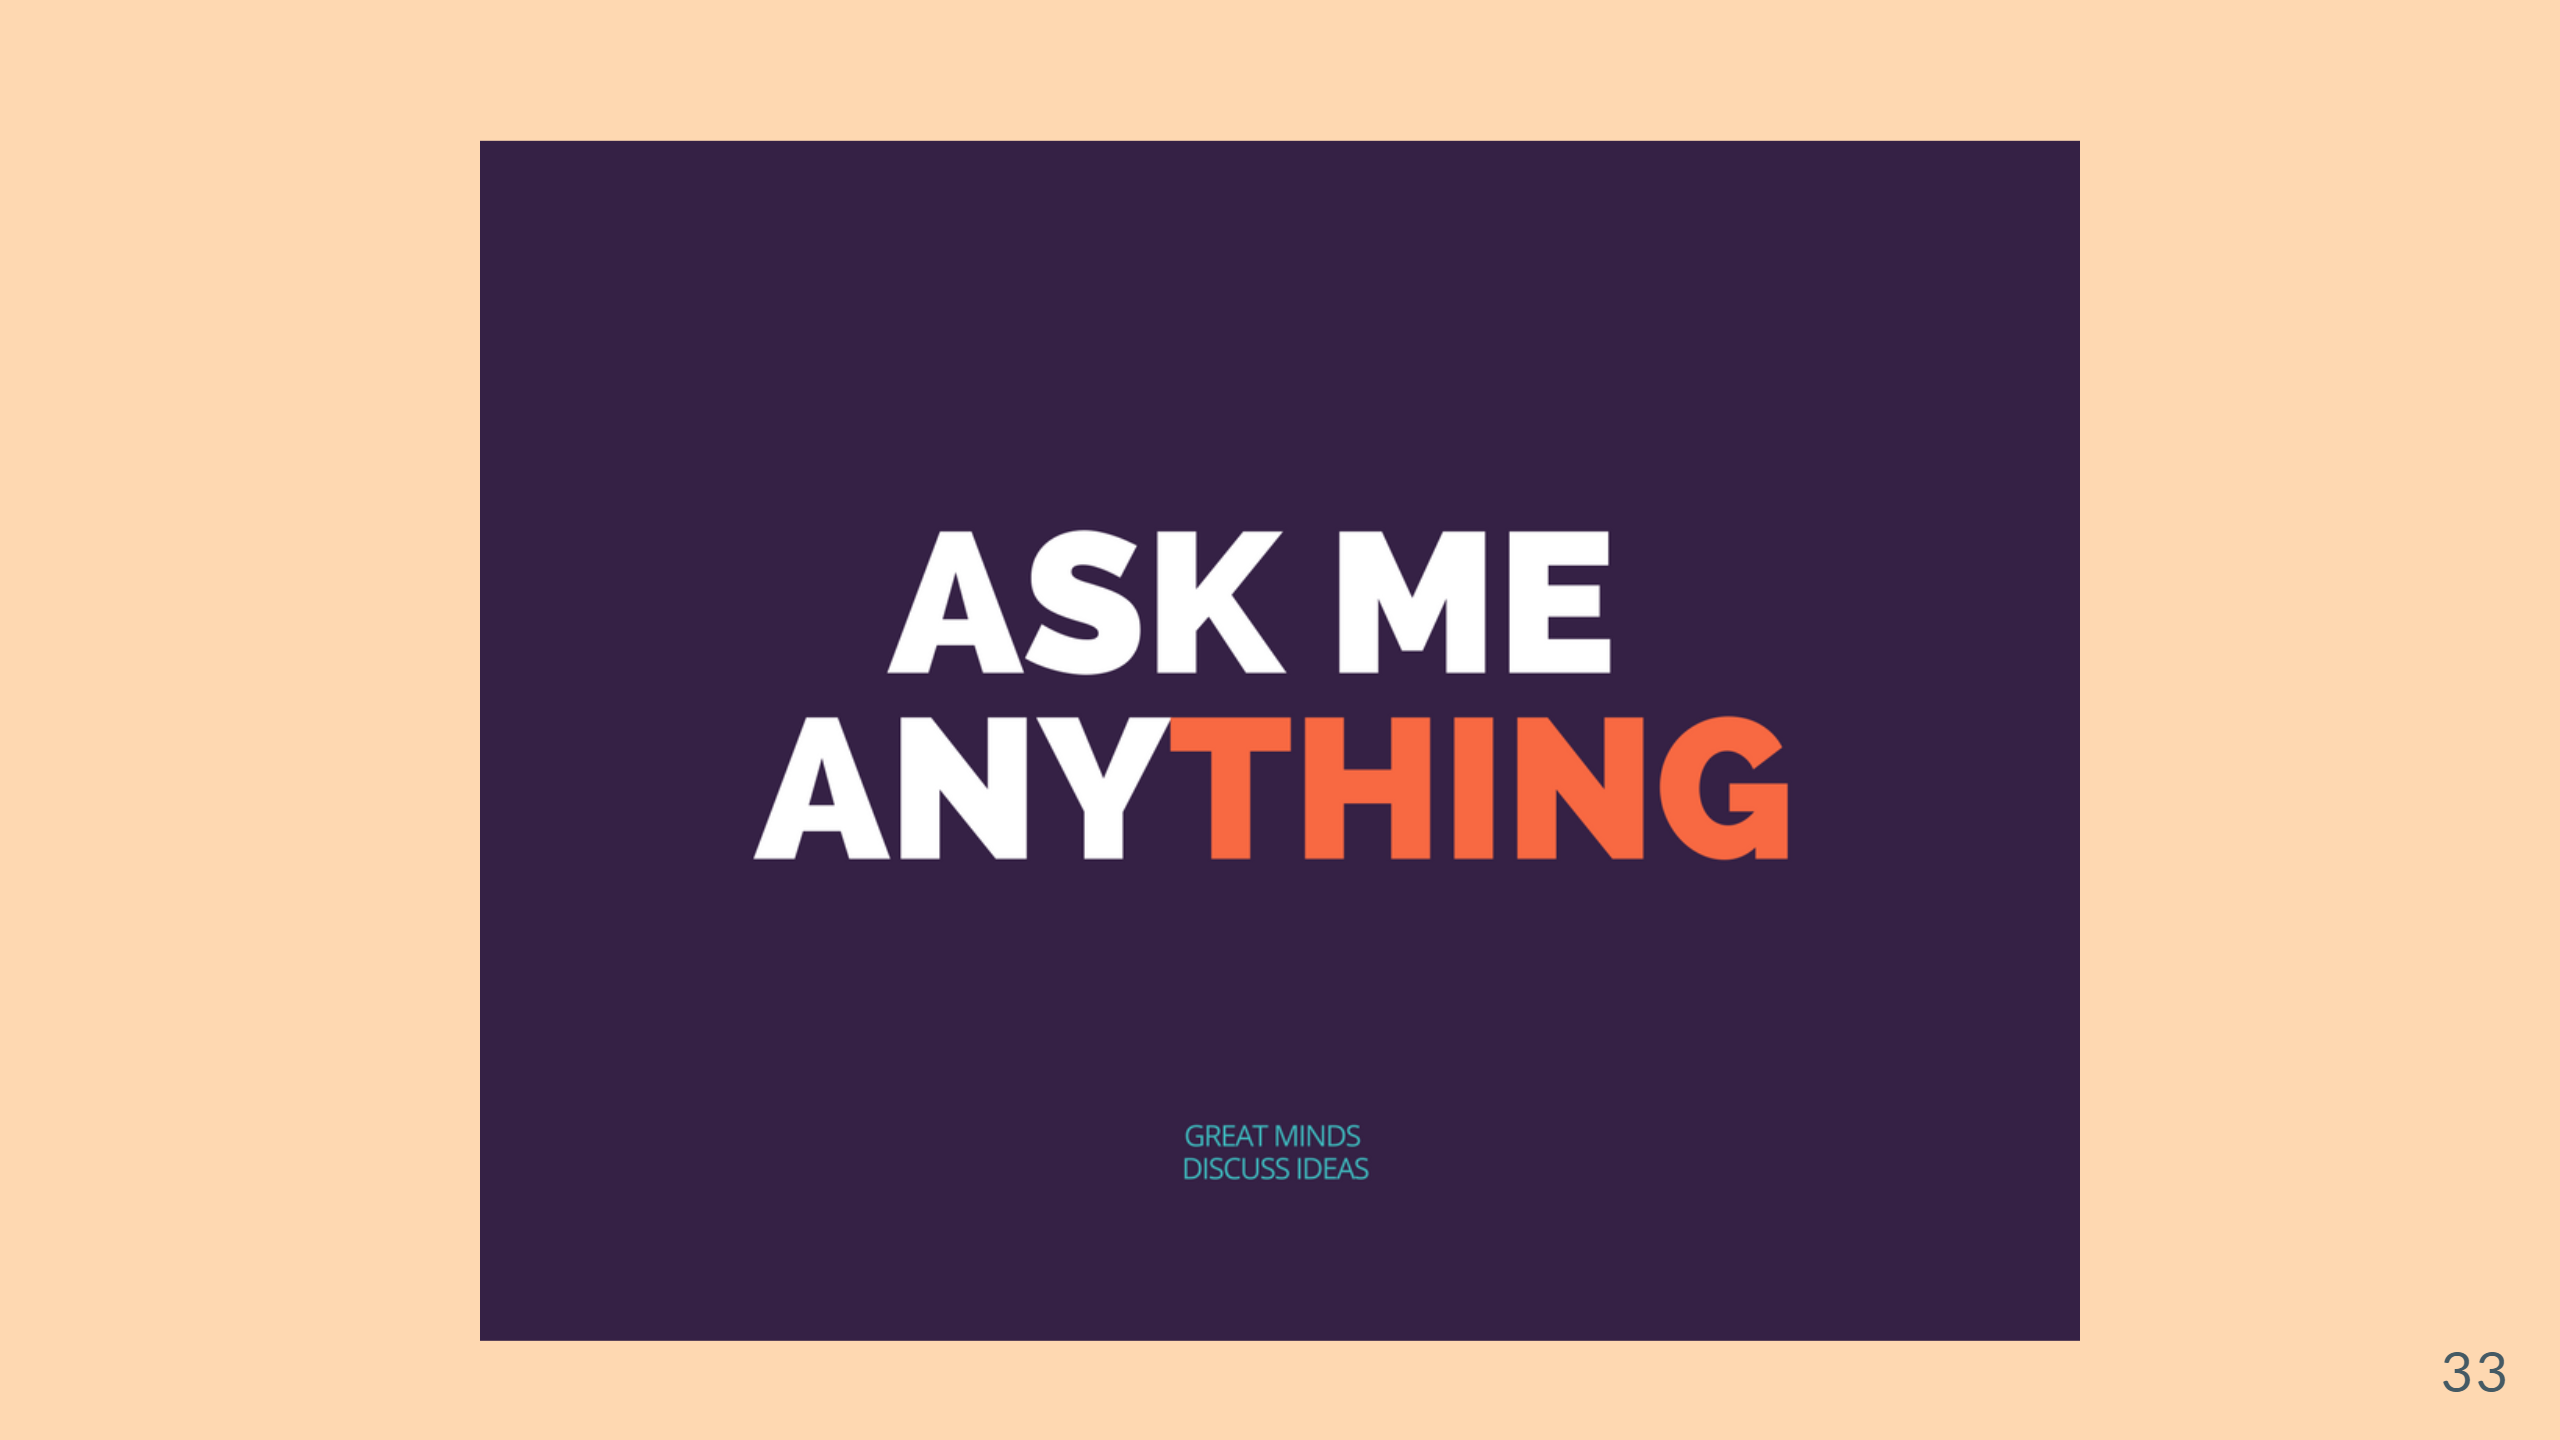 ASK ME
ANYTHING
GREAT MINDS
DISCUSS IDEAS
33